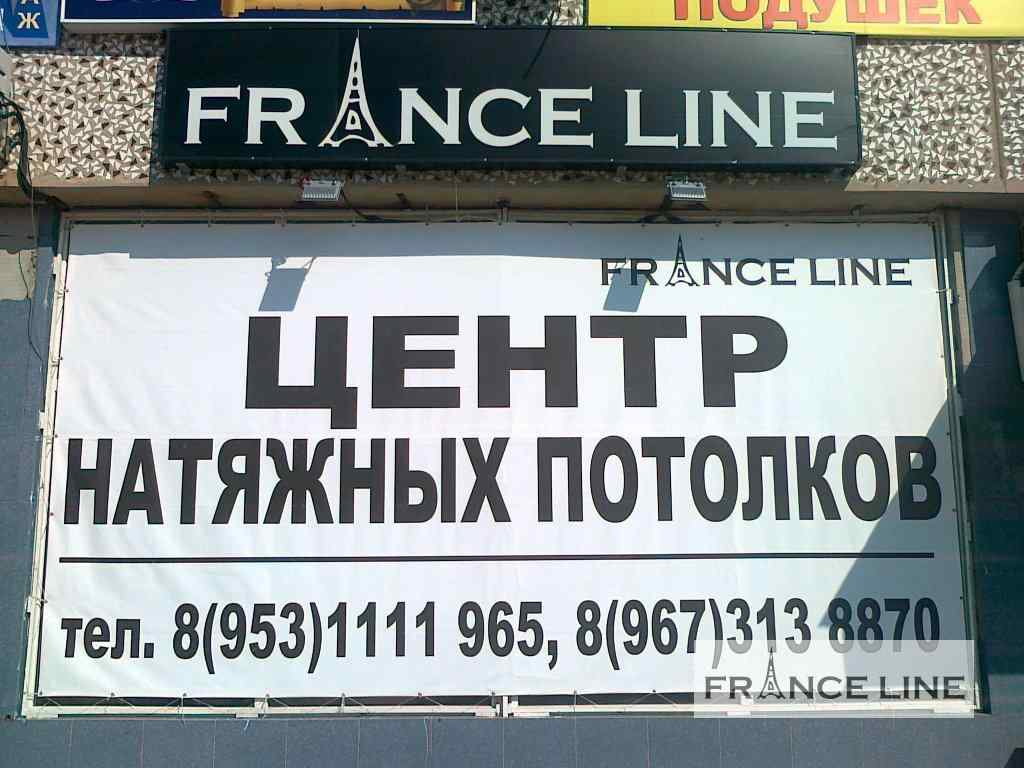 АЖ
ПОДУШЕК
FRANCE LINE
FRANCE LINE
ЦЕНТР
НАТЯЖНЫХ ПОТОЛКОВ
тел. 8(953)1111 965, 8(967)313 8870
FRANCE LINE